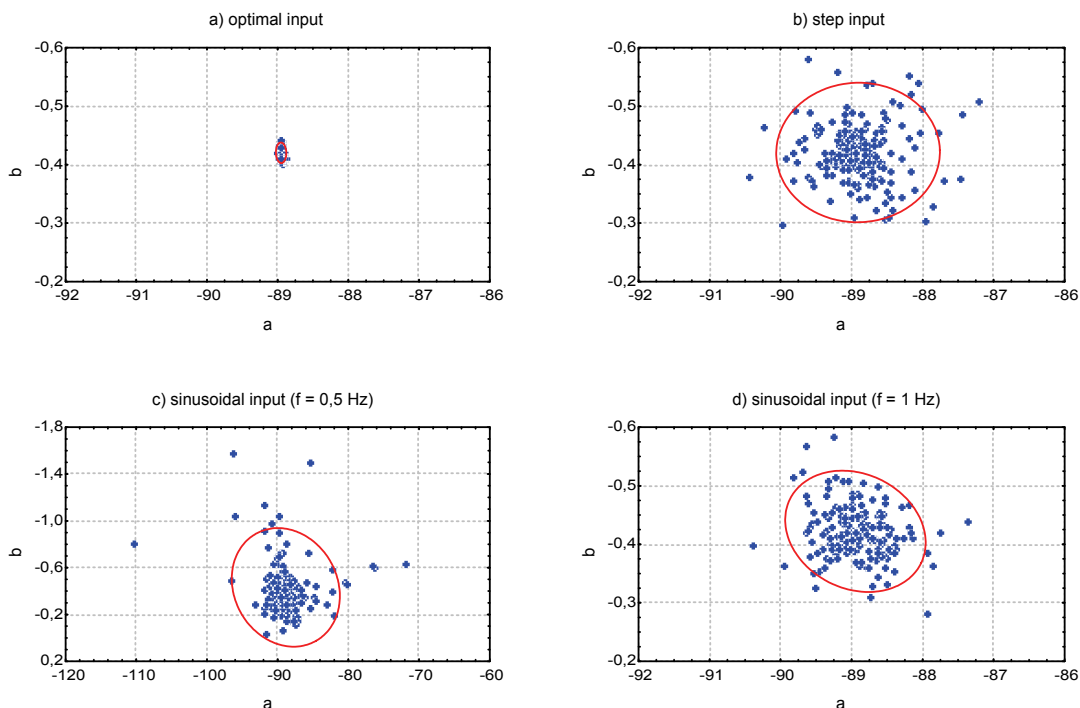 a) optimal input
-0,6
-0,5
-0,4
-0,3
-0,2
b
-92 -91 -90 -89 -88 -87 -86
a
b) step input
-0,6
-0,5
-0,4
-0,3
-0,2
b
-92 -91 -90 -89 -88 -87 -86
a
c) sinusoidal input (f = 0,5 Hz)
-1,8
-1,4
-1,0
-0,6
-0,2
0,2
b
-120 -110 -100 -90 -80 -70 -60
a
d) sinusoidal input (f = 1 Hz)
-0,6
-0,5
-0,4
-0,3
-0,2
b
-92 -91 -90 -89 -88 -87 -86
a